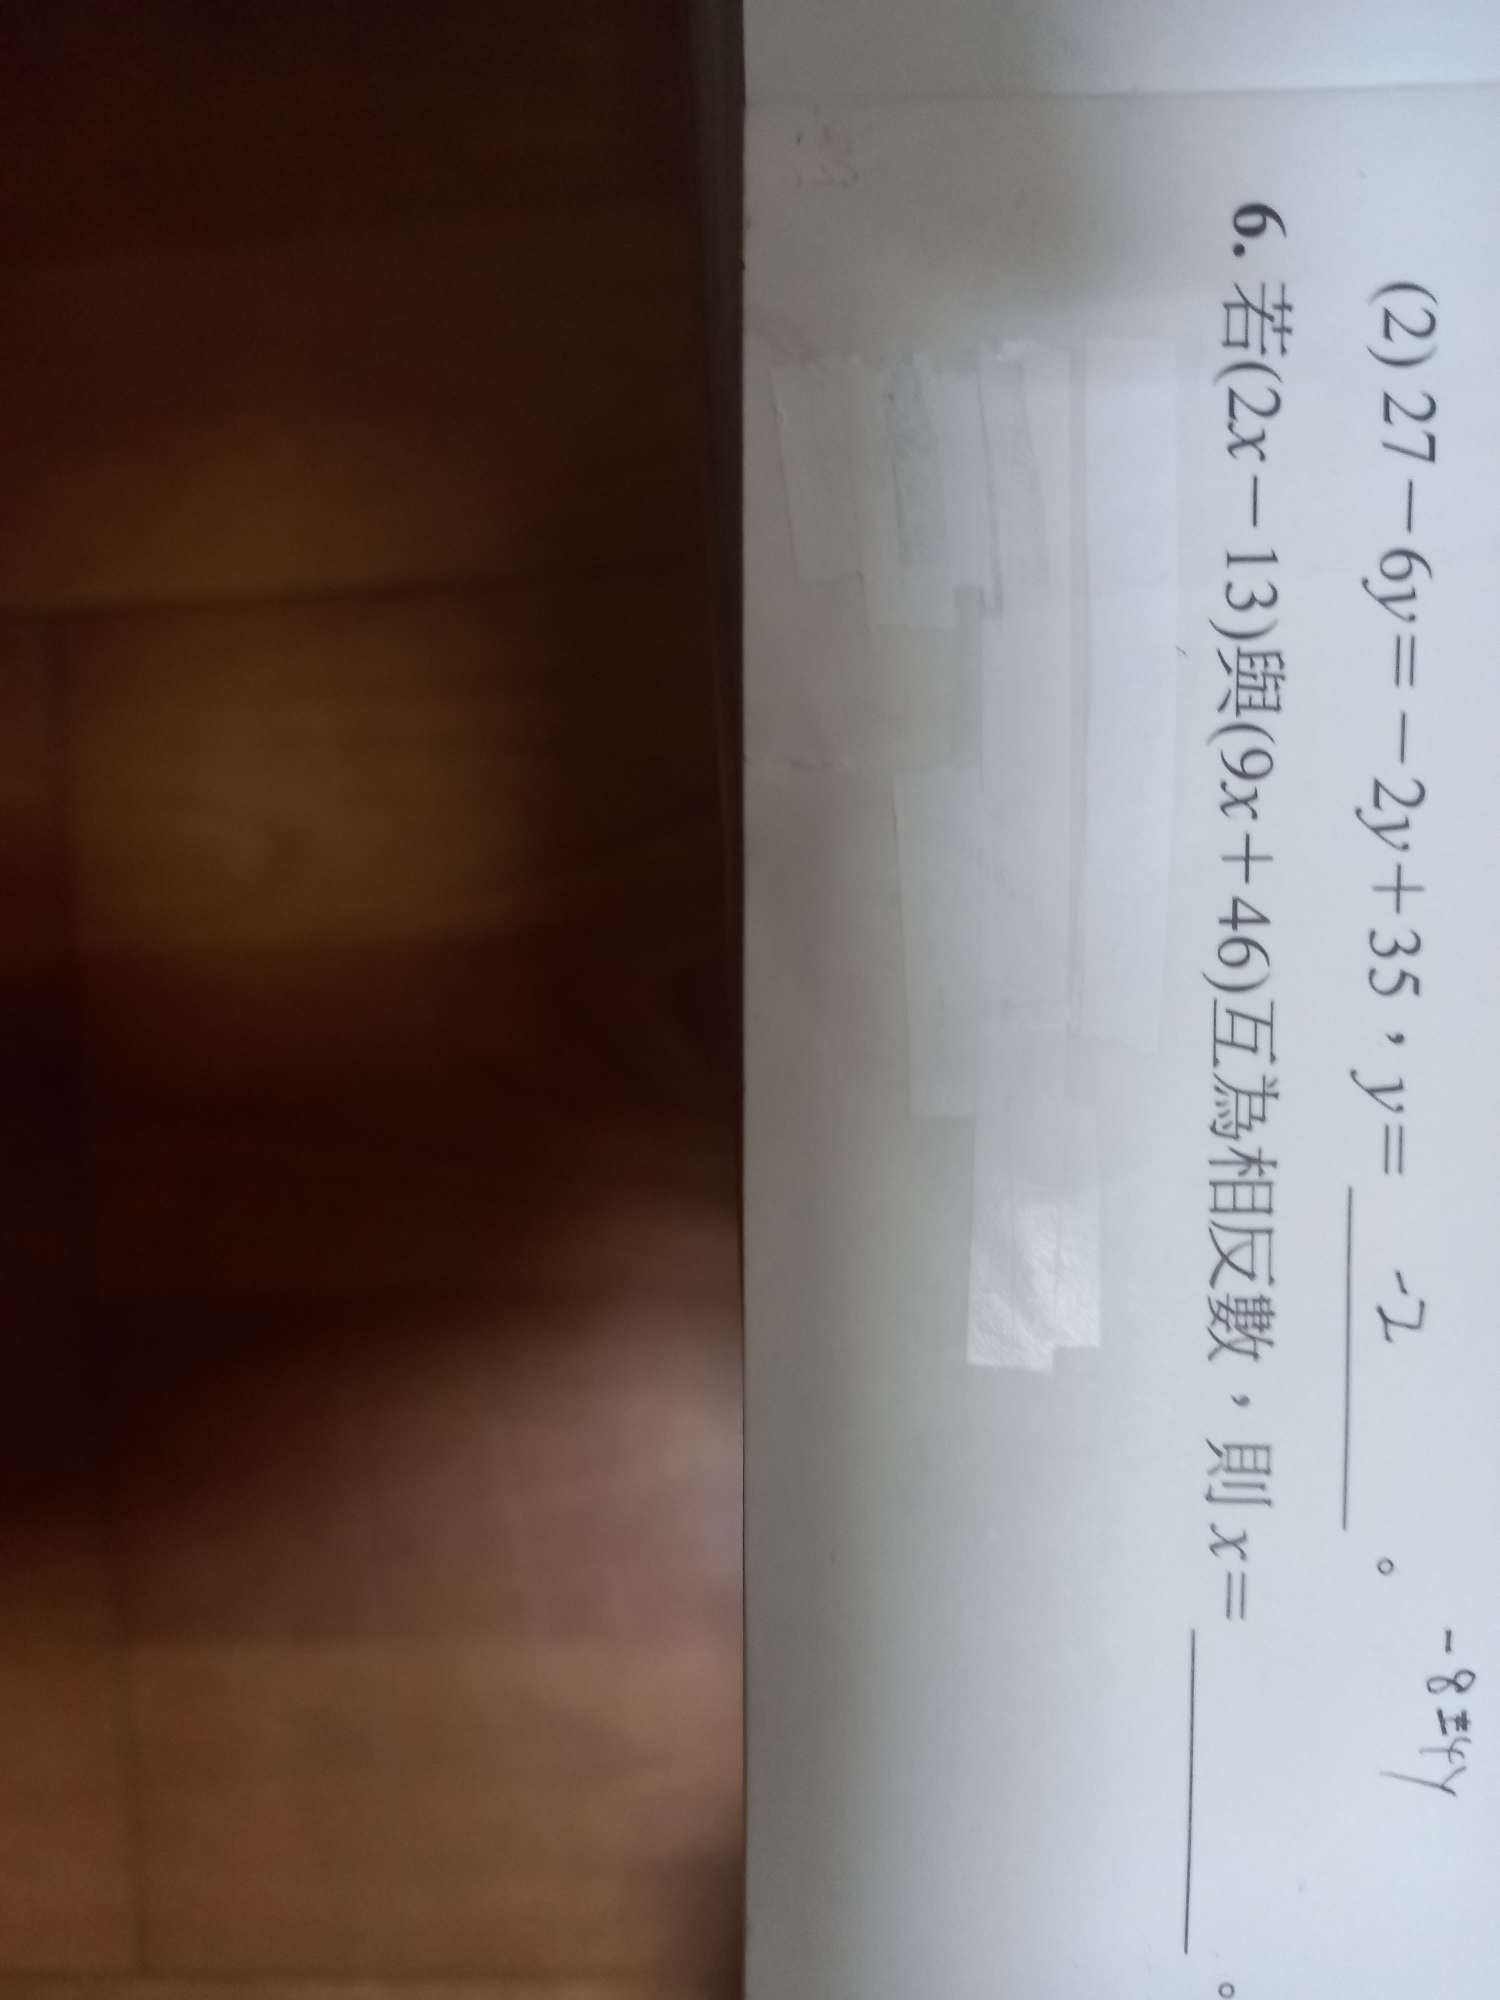 (2) 27－6y＝－2y＋35，y＝ -2 。
-8 = 4y
6. 若(2x－13)與(9x＋46)互為相反數，則 x＝______。